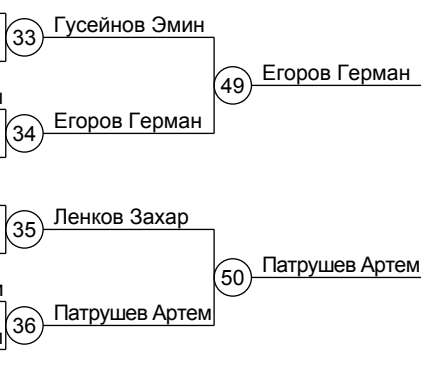 Гусейнов Эмин
33
Егоров Герман
49
Егоров Герман
34
Ленков Захар
35
Патрушев Артем
50
Патрушев Артем
36